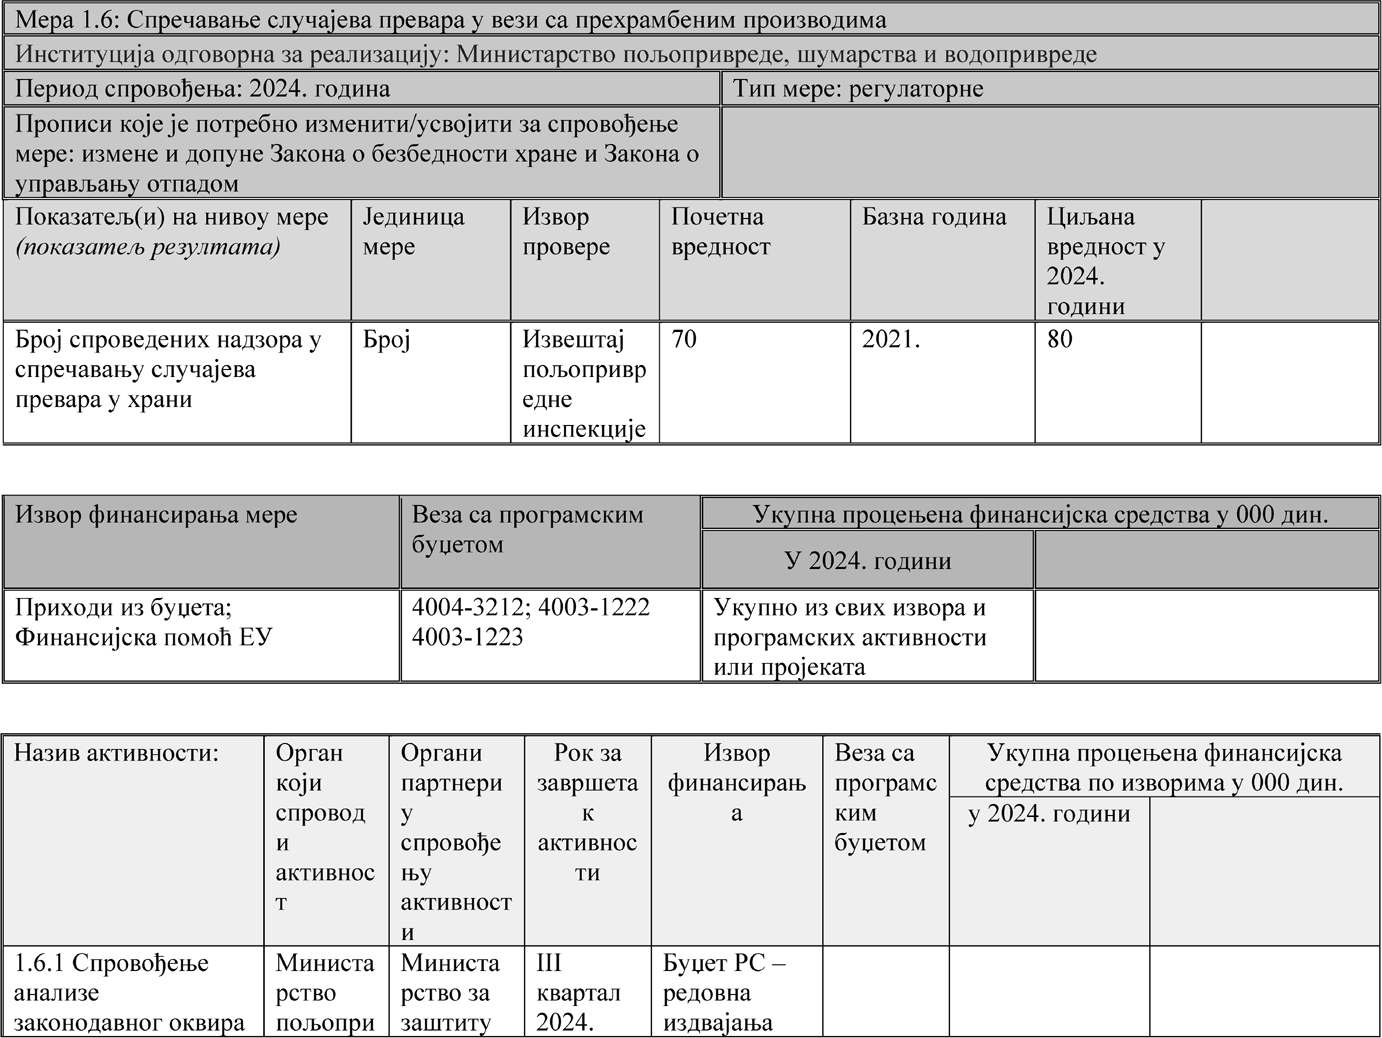 Мера 1.6: Спречавање случајева превара у вези са прехрамбеним производима
Институција одговорна за реализацију: Министарство пољопривреде, шумарства и водопривреде
Период спровођења: 2024. година
Тип мере: регулаторне
Прописи које је потребно изменити/усвојити за спровођење
мере: измене и допуне Закона о безбедности хране и Закона о
управљању отпадом
Показатељ(и) на нивоу мере
(показатељ резултата)
Јединица
мере
Извор
провере
Почетна
вредност
Базна година
Циљана
вредност у
2024.
години
Број спроведених надзора у
спречавању случајева
превара у храни
Број
Извештај
пољопривр
едне
инспекције
70
2021.
80
Извор финансирања мере
Веза са програмским
буџетом
Укупна процењена финансијска средства у 000 дин.
У 2024. години
Приходи из буџета;
Финансијска помоћ ЕУ
4004-3212; 4003-1222
4003-1223
Укупно из свих извора и
програмских активности
или пројеката
Назив активности:
Орган
који
спровод
и
активнос
т
Органи
партнери
у
спровође
њу
активност
и
Рок за
завршета
к
активнос
ти
Извор
финансирањ
а
Веза са
програмс
ким
буџетом
Укупна процењена финансијска
средства по изворима у 000 дин.
у 2024. години
1.6.1 Спровођење
анализе
законодавног оквира
Министа
рство
пољопри
Министа
рство за
заштиту
III
квартал
2024.
Буџет РС –
редовна
издвајања